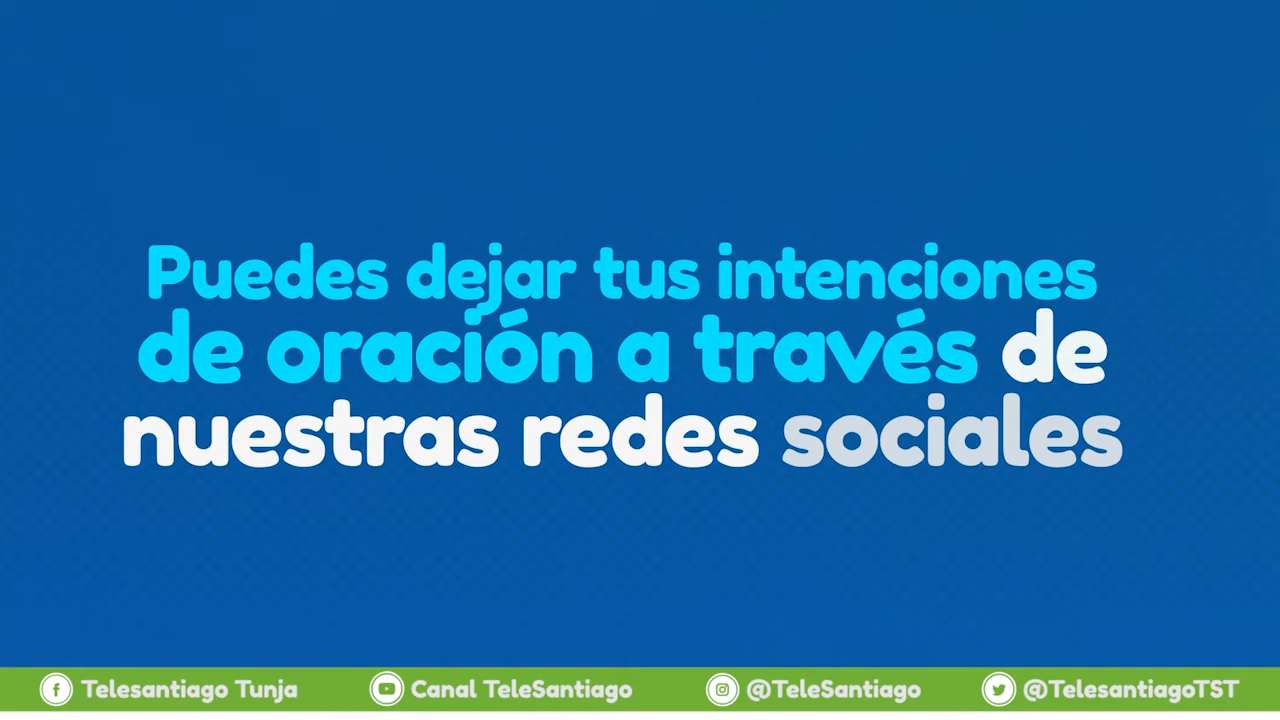 Puedes dejar tus intenciones
de oración a través de
nuestras redes sociales
Telesantiago Tunja
Canal TeleSantiago
@TeleSantiago
@TelesantiagoTST